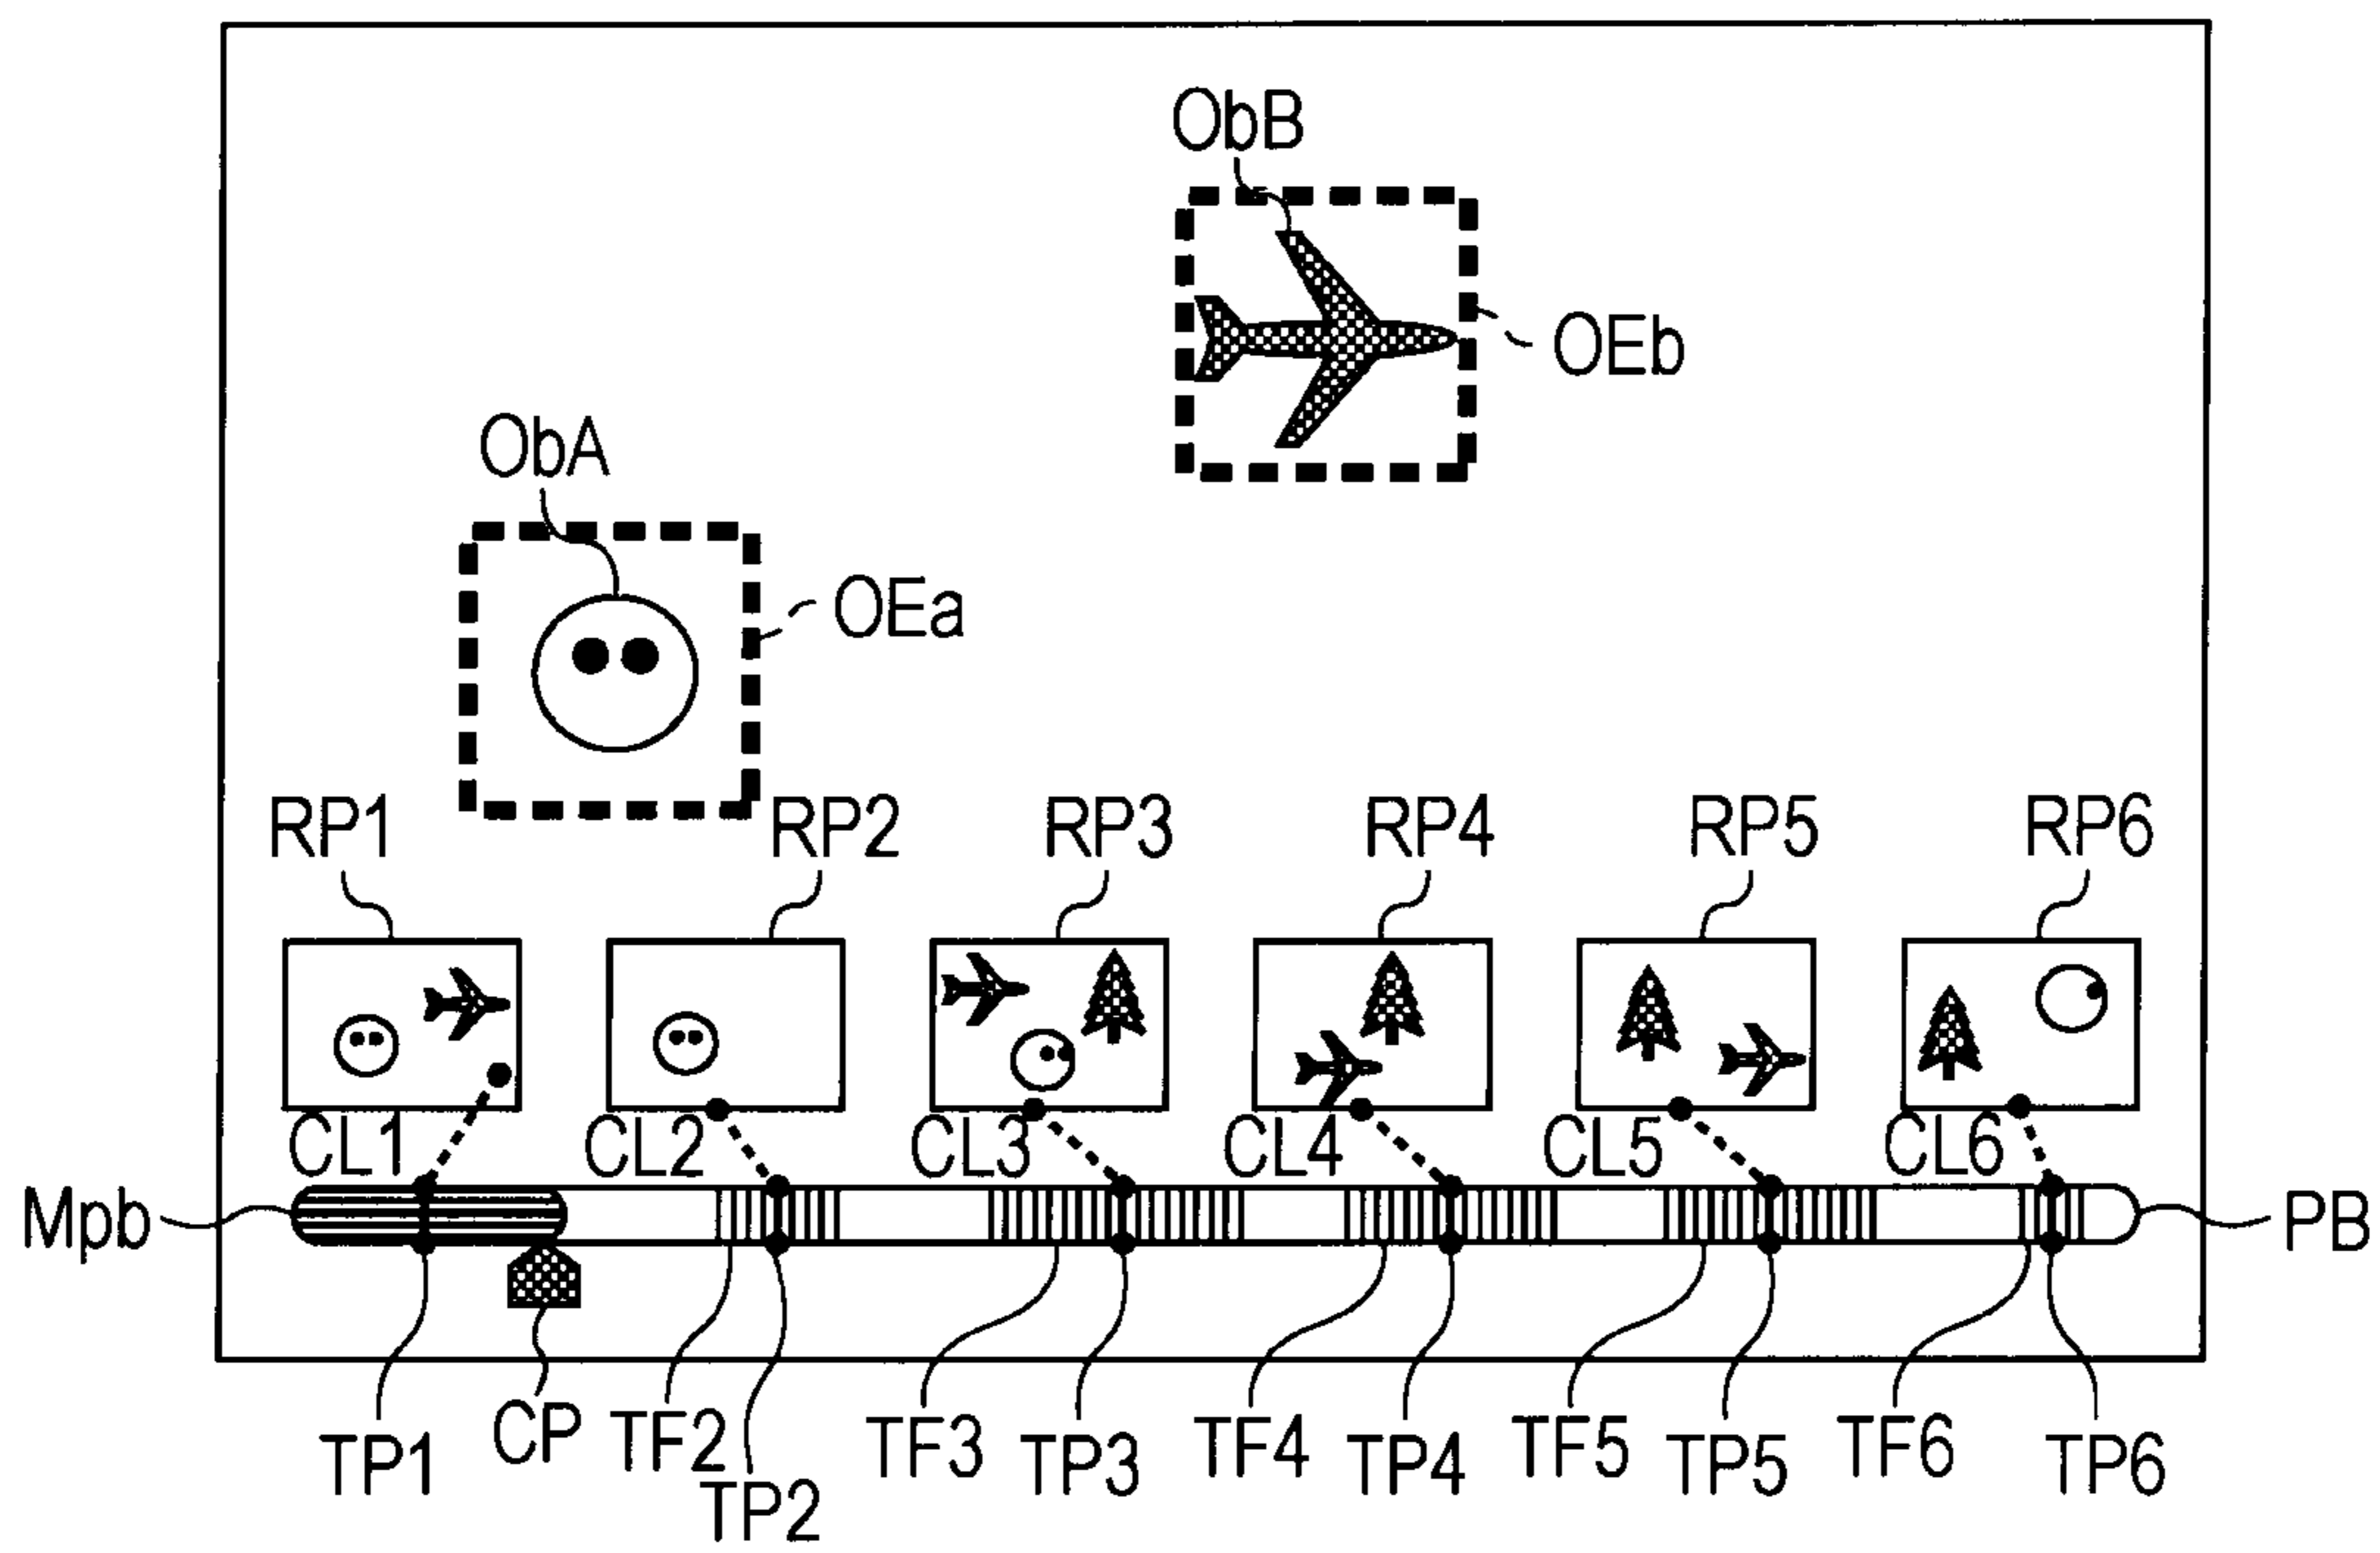 ObB
OEb
ObA
OEa
RP1 RP2 RP3 RP4 RP5 RP6
CL1 CL2 CL3 CL4 CL5 CL6
Mpb PB
TP1 CP TF2 TP2 TF3 TP3 TF4 TP4 TF5 TP5 TF6 TP6